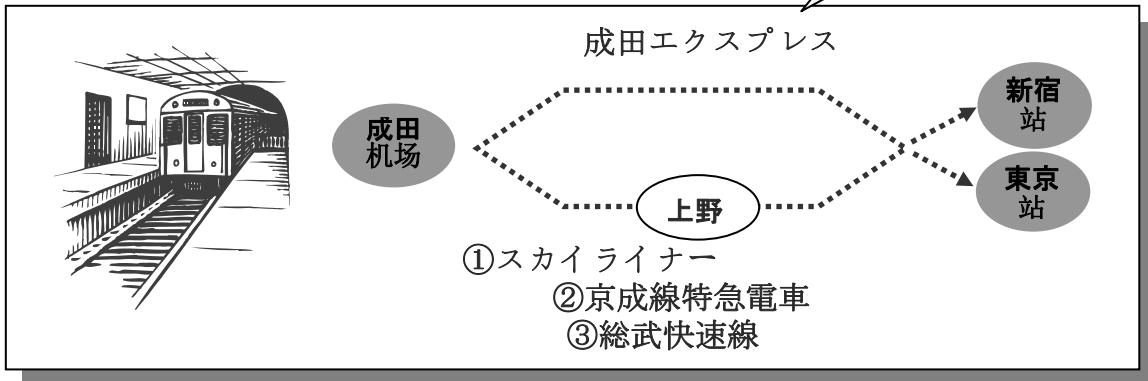 成田エクスプレス
新宿
站
成田
机场
東京
站
上野
①スカイライナー
②京成線特急電車
③総武快速線